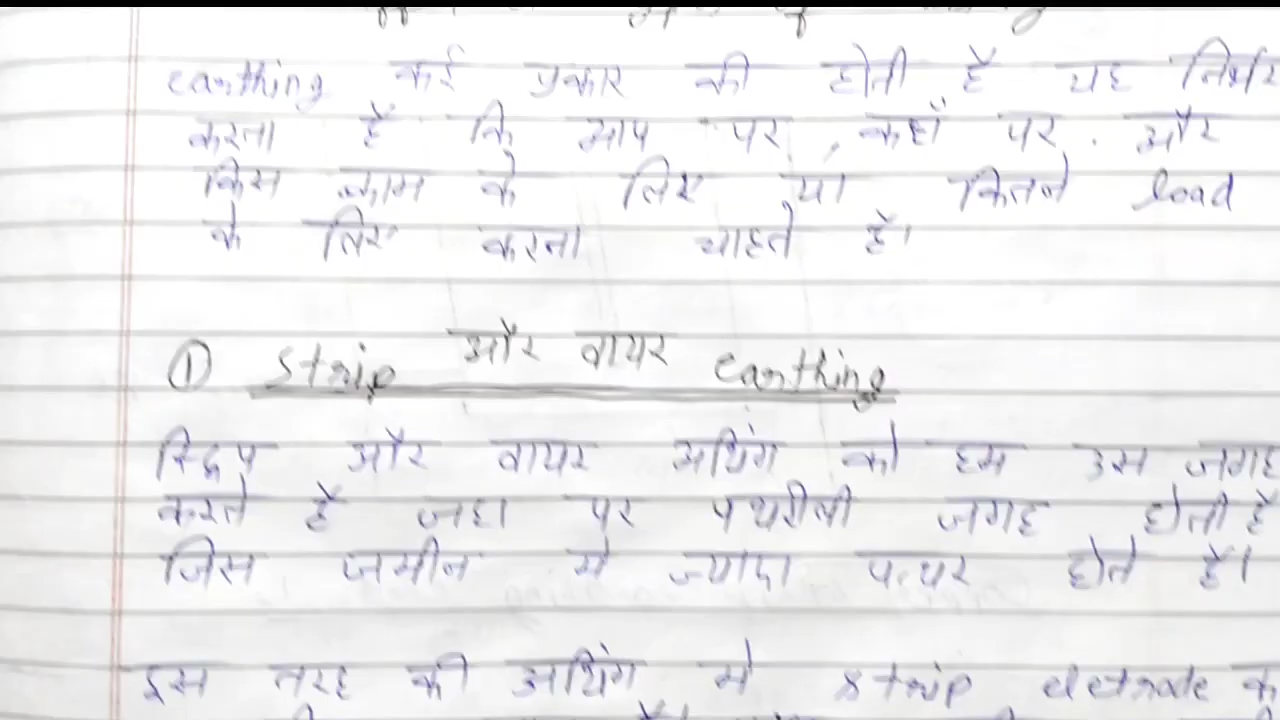 earthing कई प्रकार की होती है यह निर्भर
करता है कि आप पर कहाँ पर और
किस काम के लिए या कितने load
के लिए करना चाहते है।
① Strip और वायर earthing
स्ट्रिप और वायर अर्थिंग को हम उस जगह
करते है जहा पर पथरीली जगह होती है
जिस जमीन मे ज्यादा पत्थर होते है।
इस तरह की अर्थिंग मे strip eletrode